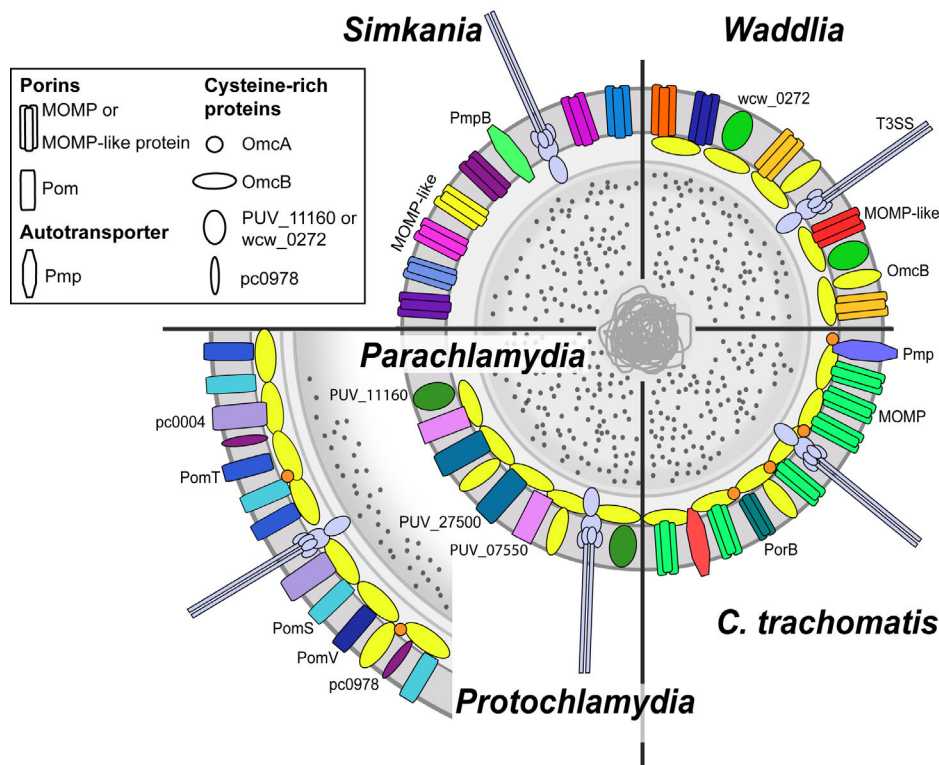 Simkania
Waddlia
Porins
MOMP or
MOMP-like protein
Pom
Autotransporter
Pmp
Cysteine-rich
proteins
OmcA
OmcB
PUV_11160 or
wcw_0272
pc0978
PmpB
MOMP-like
wcw_0272
T3SS
MOMP-like
OmcB
Parachlamydia
PUV_11160
pc0004
PomT
PUV_27500
PUV_07550
PomS
PomV
pc0978
Protochlamydia
Pmp
MOMP
PorB
C. trachomatis